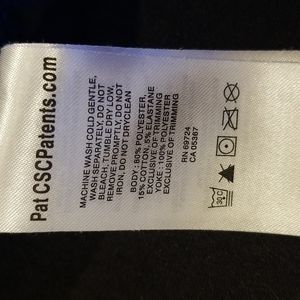 Pat CSCPatents.com
MACHINE WASH COLD GENTLE,
WASH SEPARATELY, DO NOT
BLEACH, TUMBLE DRY LOW,
REMOVE PROMPTLY, DO NOT
IRON, DO NOT DRYCLEAN
BODY : 80% POLYESTER,
15% COTTON, 5% ELASTANE
EXCLUSIVE OF TRIMMING
YOKE : 100% POLYESTER
EXCLUSIVE OF TRIMMING
RN 69724
CA 05367